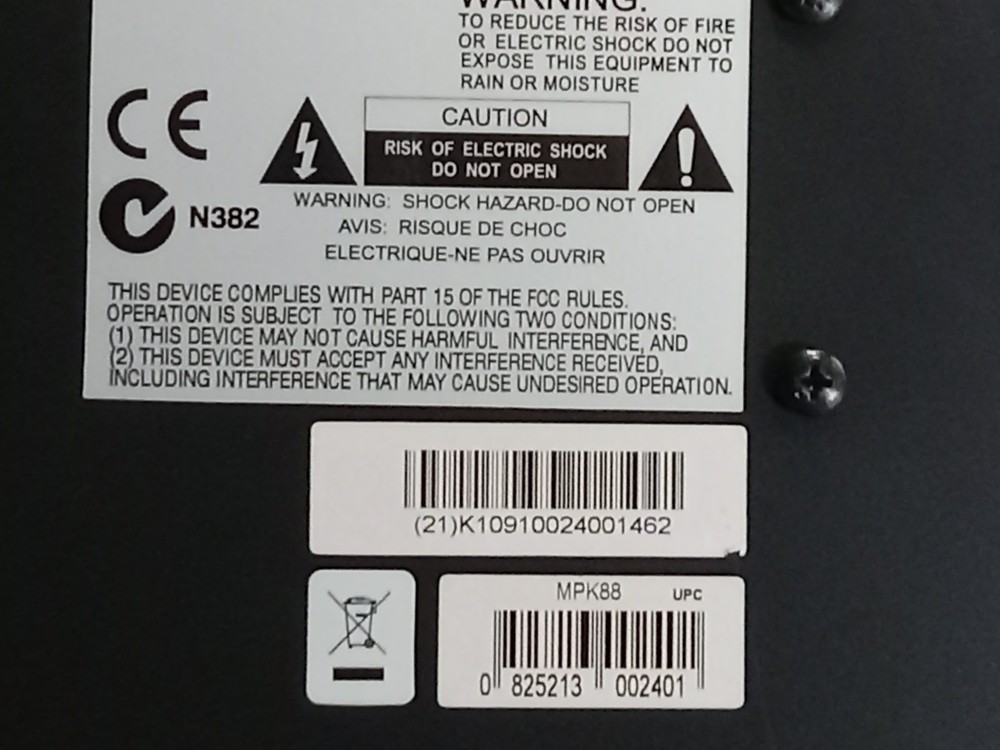 WARNING:
TO REDUCE THE RISK OF FIRE
OR ELECTRIC SHOCK DO NOT
EXPOSE THIS EQUIPMENT TO
RAIN OR MOISTURE
CE
CAUTION
RISK OF ELECTRIC SHOCK
DO NOT OPEN
N382
WARNING: SHOCK HAZARD-DO NOT OPEN
AVIS: RISQUE DE CHOC
ELECTRIQUE-NE PAS OUVRIR
THIS DEVICE COMPLIES WITH PART 15 OF THE FCC RULES.
OPERATION IS SUBJECT TO THE FOLLOWING TWO CONDITIONS:
(1) THIS DEVICE MAY NOT CAUSE HARMFUL INTERFERENCE, AND
(2) THIS DEVICE MUST ACCEPT ANY INTERFERENCE RECEIVED,
INCLUDING INTERFERENCE THAT MAY CAUSE UNDESIRED OPERATION.
(21)K10910024001462
MPK88 UPC
0 825213 002401